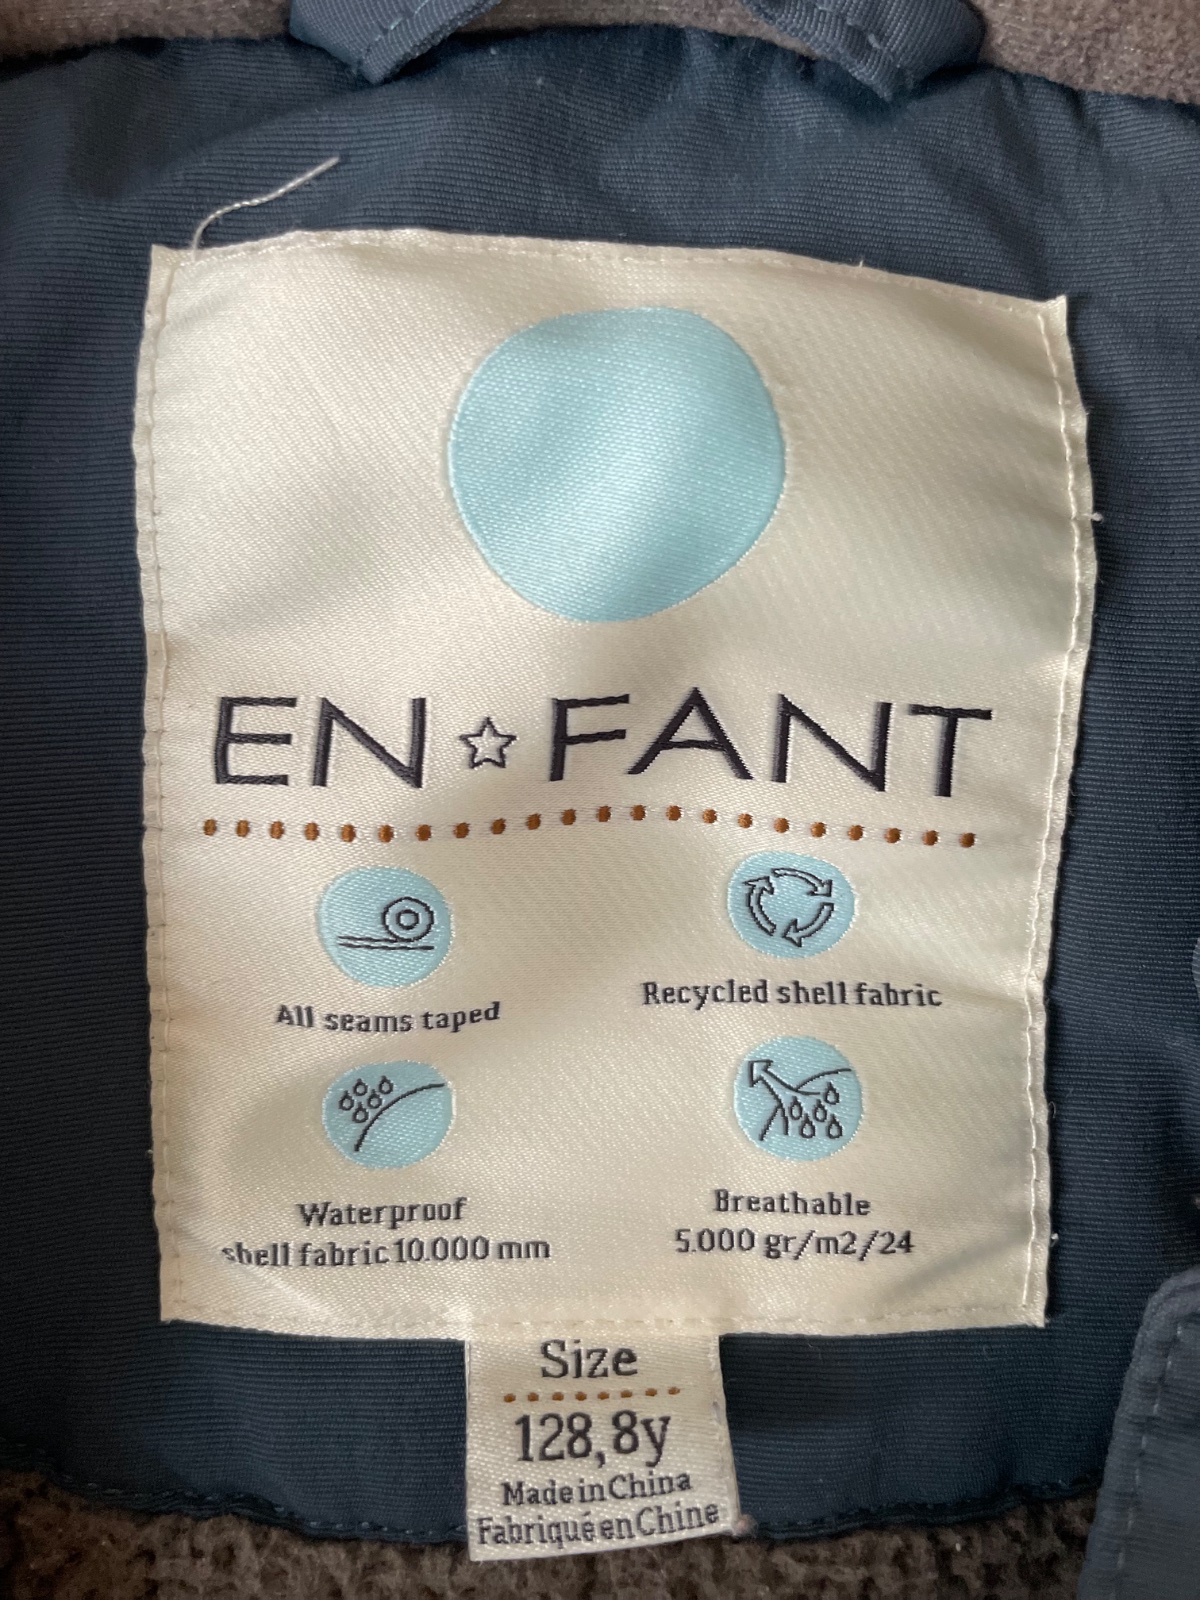 EN☆FANT
All seams taped
Recycled shell fabric
Waterproof
shell fabric 10.000 mm
Breathable
5.000 gr/m2/24
Size
128,8y
Made in China
Fabriqué en Chine